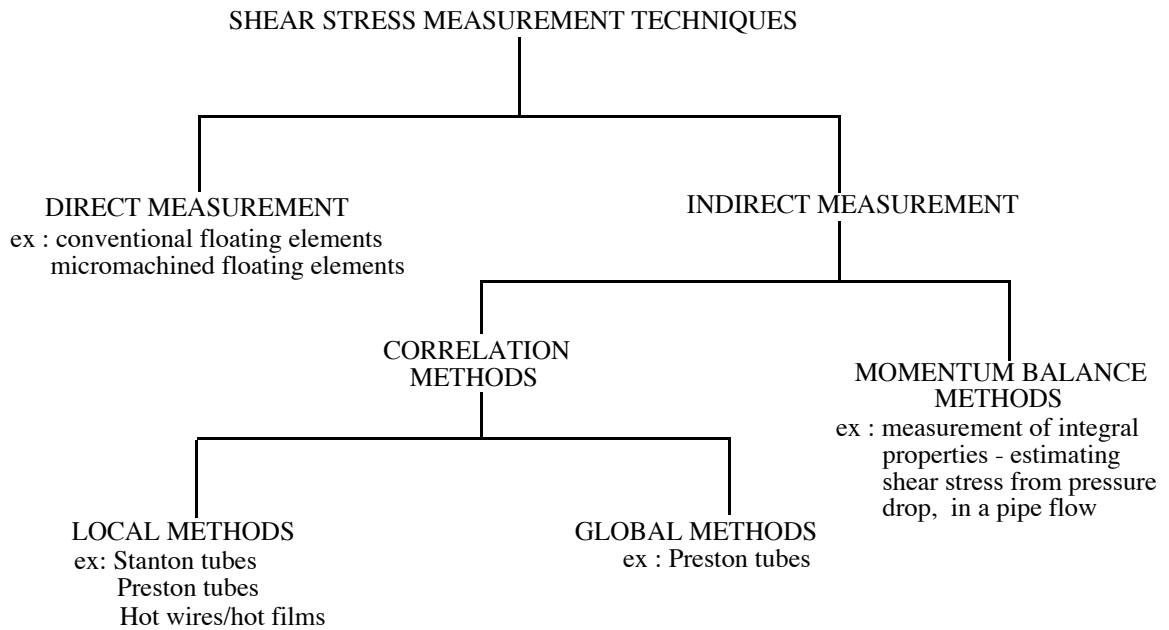 SHEAR STRESS MEASUREMENT TECHNIQUES
DIRECT MEASUREMENT
ex : conventional floating elements
micromachined floating elements
INDIRECT MEASUREMENT
CORRELATION
METHODS
MOMENTUM BALANCE
METHODS
ex : measurement of integral
properties - estimating
shear stress from pressure
drop, in a pipe flow
LOCAL METHODS
ex: Stanton tubes
Preston tubes
Hot wires/hot films
GLOBAL METHODS
ex : Preston tubes